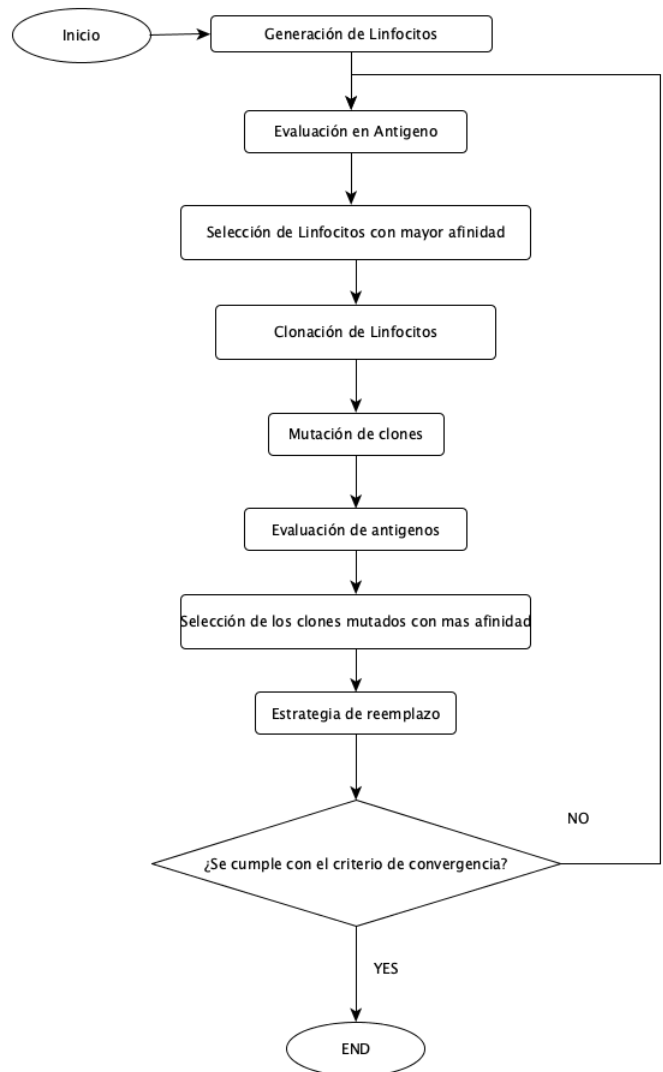 Inicio
Generación de Linfocitos
Evaluación en Antigeno
Selección de Linfocitos con mayor afinidad
Clonación de Linfocitos
Mutación de clones
Evaluación de antigenos
Selección de los clones mutados con mas afinidad
Estrategia de reemplazo
¿Se cumple con el criterio de convergencia?
NO
YES
END